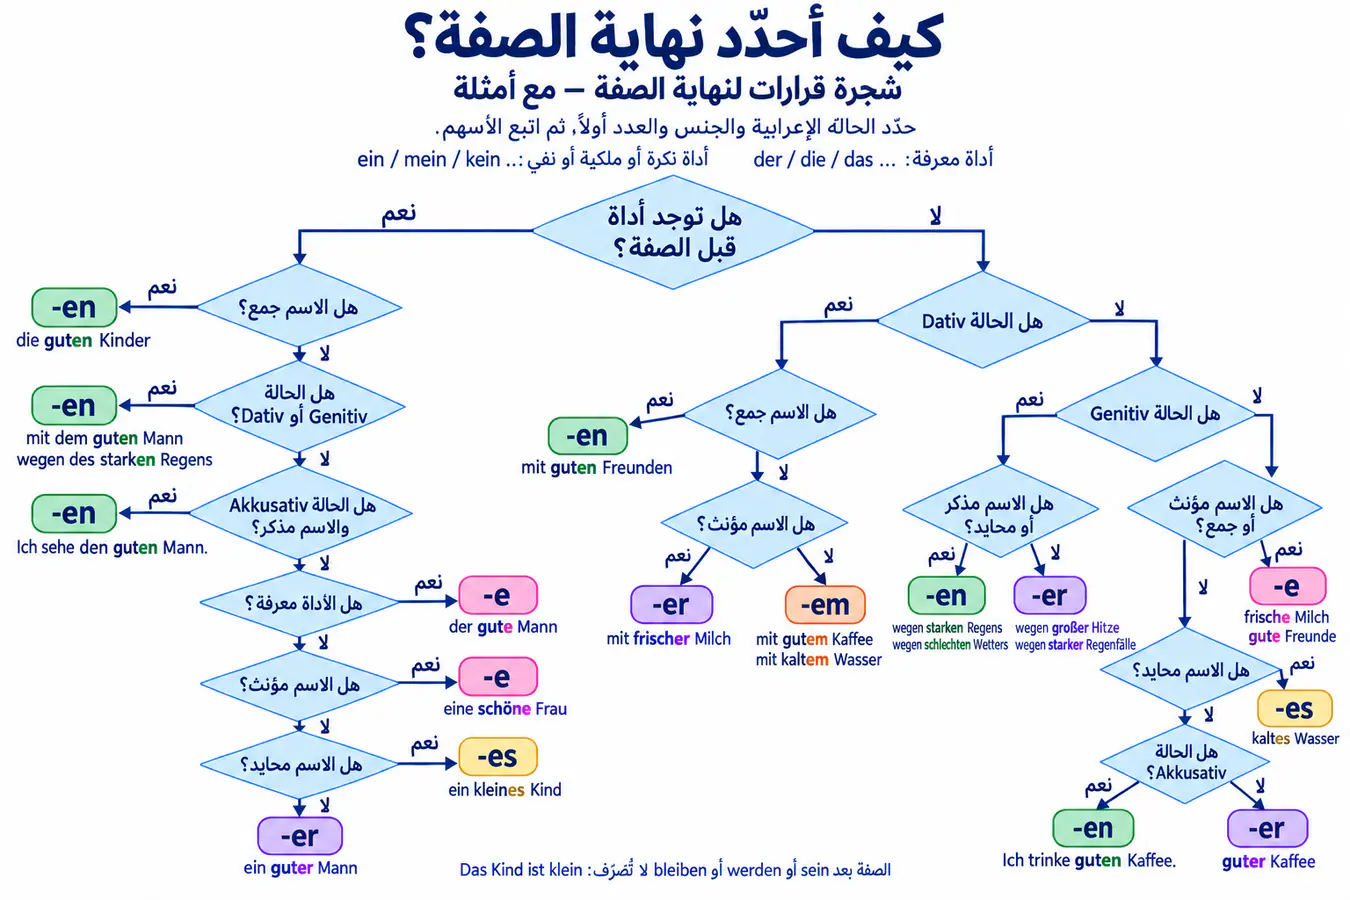 كيف أحدّد نهاية الصفة؟
شجرة قرارات لنهاية الصفة – مع أمثلة
حدّد الحالة الإعرابية والجنس والعدد أولاً، ثم اتبع الأسهم.
أداة معرفة: der / die / das ...
أداة نكرة أو ملكية أو نفي: ein / mein / kein ...
هل توجد أداة
قبل الصفة؟
نعم
لا
هل الاسم جمع؟
نعم
-en
die guten Kinder
لا
هل الحالة
Genitiv أو Dativ؟
نعم
-en
mit dem guten Mann
wegen des starken Regens
لا
هل الحالة Akkusativ
والاسم مذكر؟
نعم
-en
Ich sehe den guten Mann.
لا
هل الأداة معرفة؟
نعم
-e
der gute Mann
لا
هل الاسم مؤنث؟
نعم
-e
eine schöne Frau
لا
هل الاسم محايد؟
نعم
-es
ein kleines Kind
لا
-er
ein guter Mann
هل الحالة Dativ
نعم
لا
هل الاسم جمع؟
نعم
-en
mit guten Freunden
لا
هل الاسم مؤنث؟
نعم
-er
mit frischer Milch
لا
-em
mit gutem Kaffee
mit kaltem Wasser
هل الحالة Genitiv
نعم
لا
هل الاسم مذكر
أو محايد؟
نعم
-en
wegen starken Regens
wegen schlechten Wetters
لا
-er
wegen großer Hitze
wegen starker Regenfälle
هل الاسم مؤنث
أو جمع؟
نعم
-e
frische Milch
gute Freunde
لا
هل الاسم محايد؟
نعم
-es
kaltes Wasser
لا
هل الحالة
Akkusativ؟
نعم
-en
Ich trinke guten Kaffee.
لا
-er
guter Kaffee
الصفة بعد sein أو werden أو bleiben لا تُصَرَّف: Das Kind ist klein